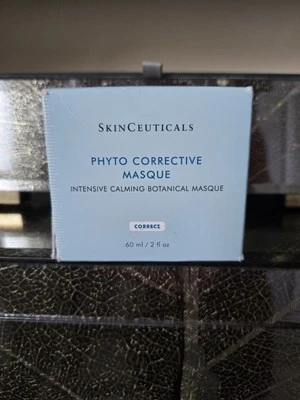 SKINCEUTICALS
PHYTO CORRECTIVE
MASQUE
INTENSIVE CALMING BOTANICAL MASQUE
CORRECT
60 ml / 2 fl oz